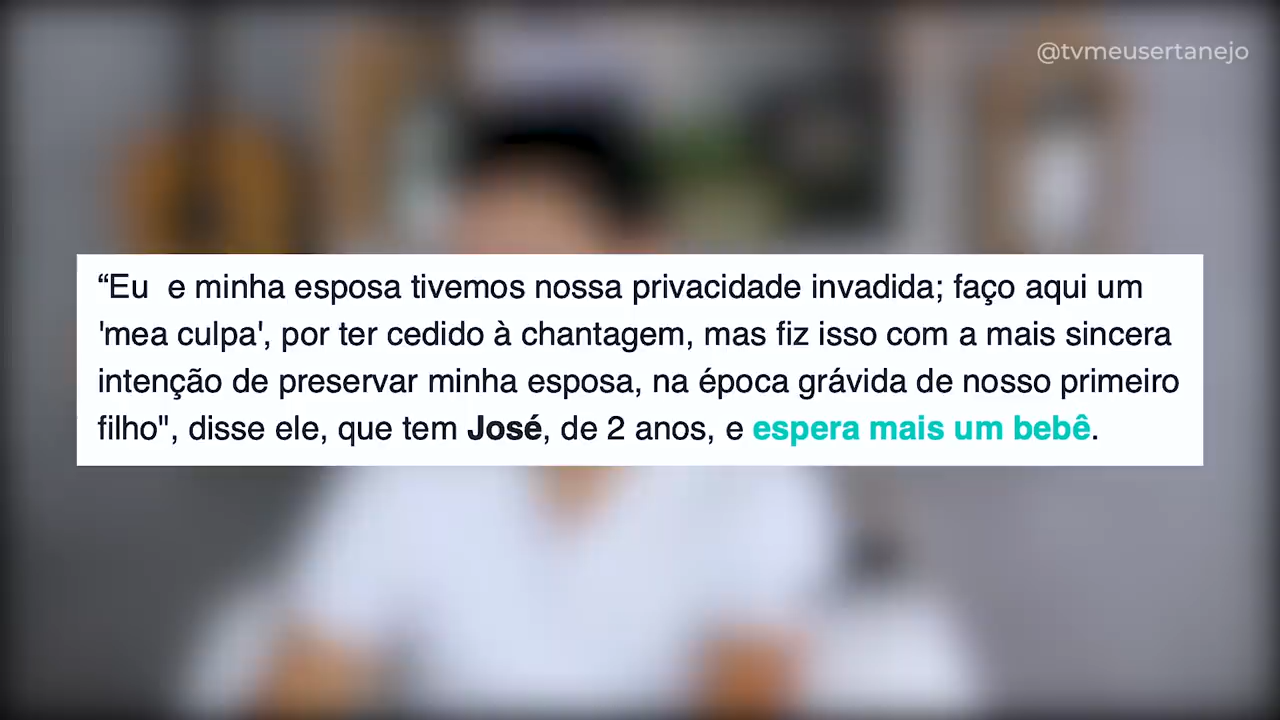 @tvmeusertanejo
“Eu  e minha esposa tivemos nossa privacidade invadida; faço aqui um
'mea culpa', por ter cedido à chantagem, mas fiz isso com a mais sincera
intenção de preservar minha esposa, na época grávida de nosso primeiro
filho", disse ele, que tem José, de 2 anos, e espera mais um bebê.